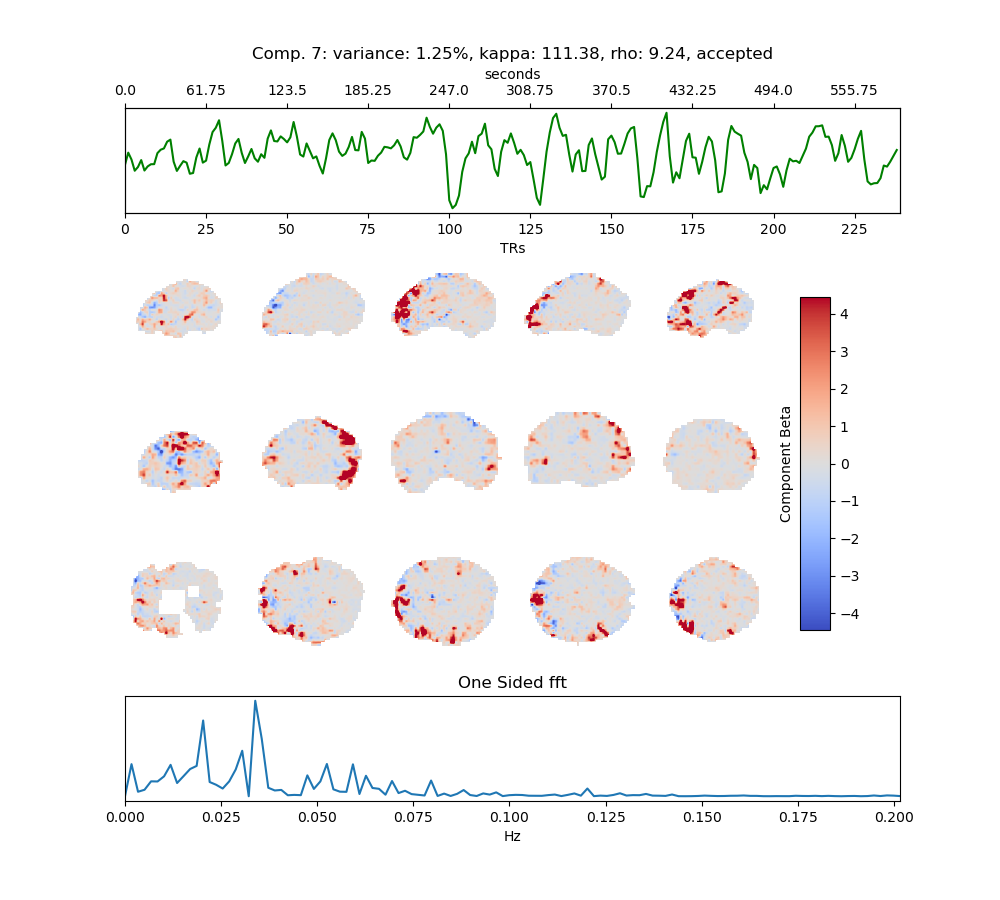 Comp. 7: variance: 1.25%, kappa: 111.38, rho: 9.24, accepted
seconds
0.0 61.75 123.5 185.25 247.0 308.75 370.5 432.25 494.0 555.75
0 25 50 75 100 125 150 175 200 225
TRs
4
3
2
1
0
−1
−2
−3
−4
Component Beta
One Sided fft
0.000 0.025 0.050 0.075 0.100 0.125 0.150 0.175 0.200
Hz